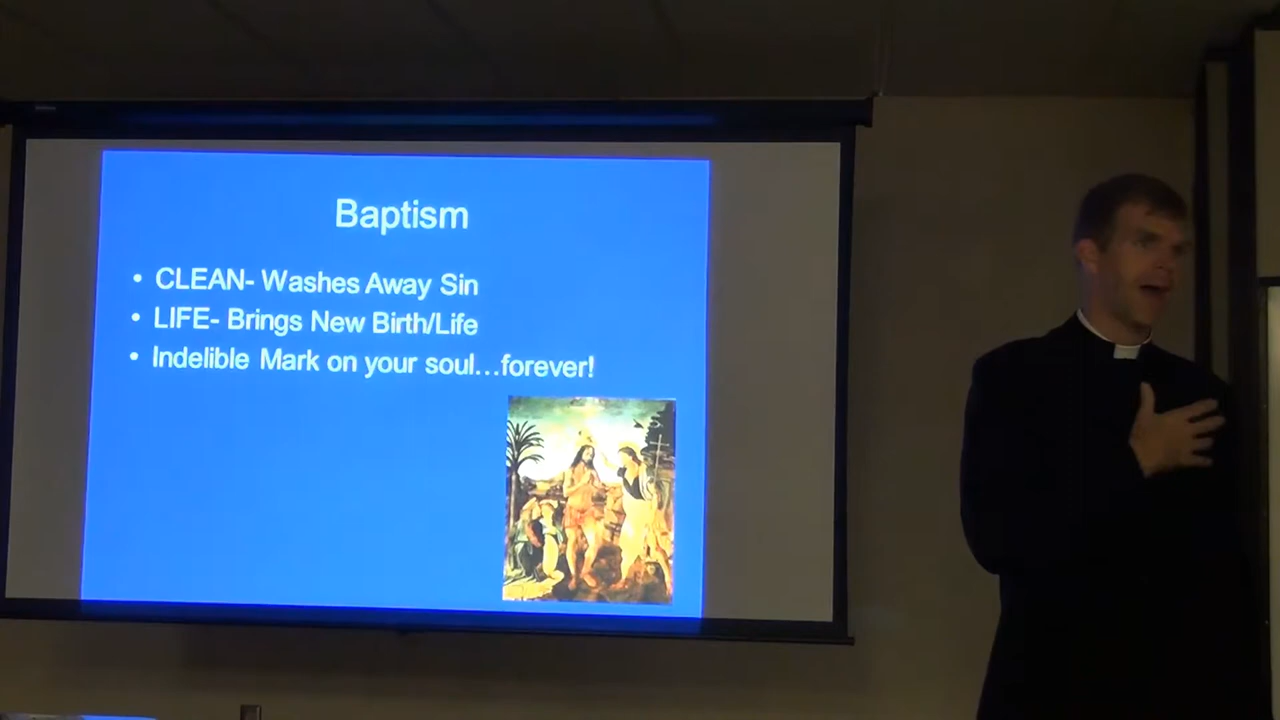 Baptism
• CLEAN- Washes Away Sin
• LIFE- Brings New Birth/Life
• Indelible Mark on your soul…forever!